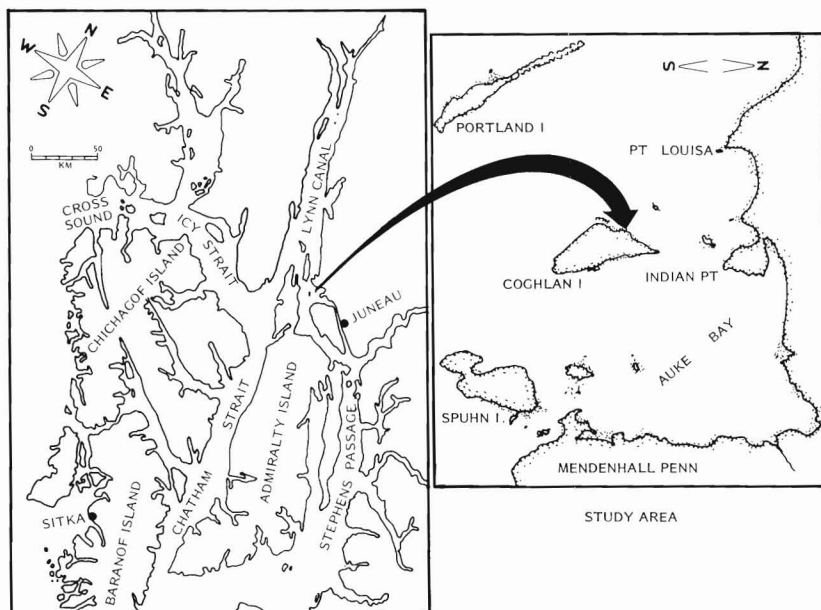 N
W
E
S
0 50
KM
CROSS
SOUND
ICY STRAIT
LYNN CANAL
CHICHAGOF ISLAND
JUNEAU
CHATHAM STRAIT
ADMIRALTY ISLAND
STEPHENS PASSAGE
SITKA
BARANOF ISLAND
S N
PORTLAND I
PT LOUISA
COGHLAN I
INDIAN PT
AUKE BAY
SPUHN I.
MENDENHALL PENN
STUDY AREA